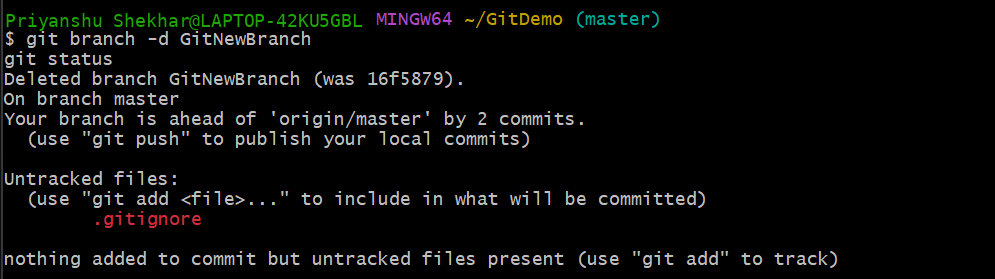 Priyanshu Shekhar@LAPTOP-42KU5GBL MINGW64 ~/GitDemo (master)
$ git branch -d GitNewBranch
git status
Deleted branch GitNewBranch (was 16f5879).
On branch master
Your branch is ahead of 'origin/master' by 2 commits.
  (use "git push" to publish your local commits)

Untracked files:
  (use "git add <file>..." to include in what will be committed)
        .gitignore

nothing added to commit but untracked files present (use "git add" to track)